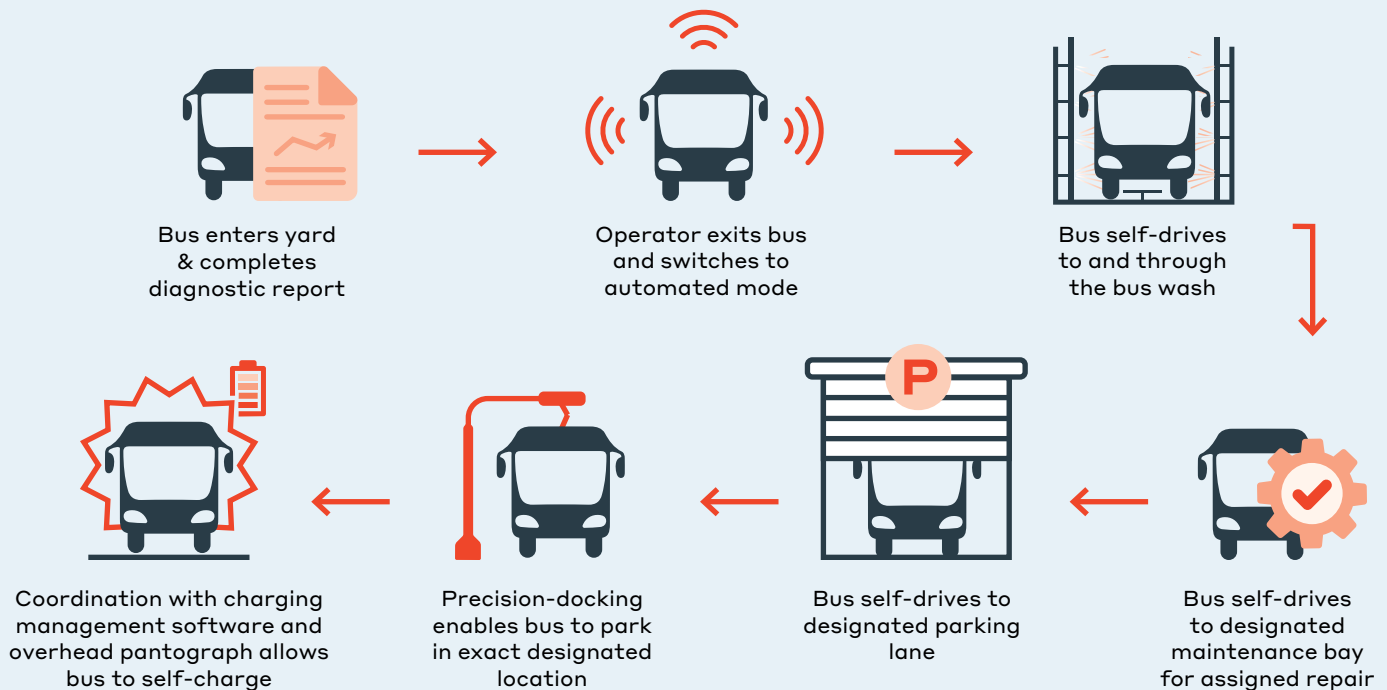 Bus enters yard
& completes
diagnostic report
Operator exits bus
and switches to
automated mode
Bus self-drives
to and through
the bus wash
Bus self-drives
to designated
maintenance bay
for assigned repair
P
Bus self-drives to
designated parking
lane
Precision-docking
enables bus to park
in exact designated
location
Coordination with charging
management software and
overhead pantograph allows
bus to self-charge